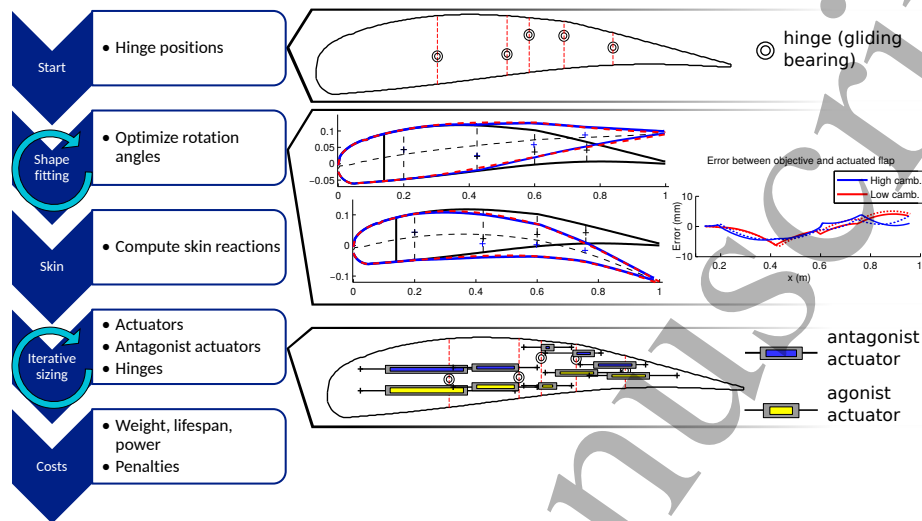 Start
• Hinge positions
hinge (gliding
bearing)
Shape
fitting
• Optimize rotation
angles
0.1
0.05
0
−0.05
0
0.2
0.4
0.6
0.8
1
0.1
0
−0.1
0
0.2
0.4
0.6
0.8
1
Error between objective and actuated flap
High camb.
Low camb.
Error (mm)
10
0
−10
0.2
0.4
0.6
0.8
1
x (m)
Skin
• Compute skin reactions
Iterative
sizing
• Actuators
• Antagonist actuators
• Hinges
antagonist
actuator
agonist
actuator
Costs
• Weight, lifespan,
power
• Penalties